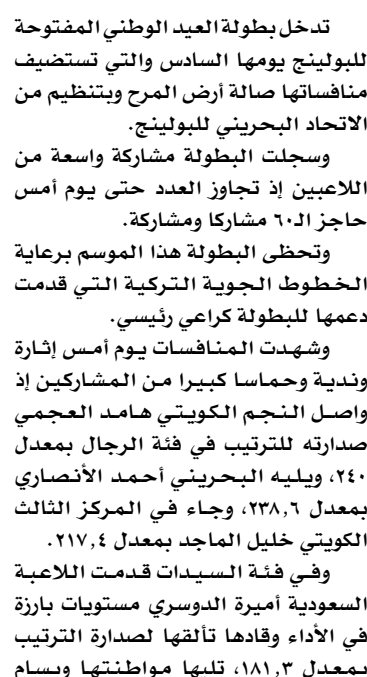 تدخل بطولة العيد الوطني المفتوحة
للبولينج يومها السادس والتي تستضيف
منافساتها صالة أرض المرح وبتنظيم من
الاتحاد البحريني للبولينج.
وسجلت البطولة مشاركة واسعة من
اللاعبين إذ تجاوز العدد حتى يوم أمس
حاجز الـ٦٠ مشاركا ومشاركة.
وتحظى البطولة هذا الموسم برعاية
الخطوط الجوية التركية التي قدمت
دعمها للبطولة كراعي رئيسي.
وشهدت المنافسات يوم أمس إثارة
وندية وحماسا كبيرا من المشاركين إذ
واصل النجم الكويتي هامد العجمي
صدارته للترتيب في فئة الرجال بمعدل
٢٤٠، ويليه البحريني أحمد الأنصاري
بمعدل ٢٣٨,٦، وجاء في المركز الثالث
الكويتي خليل الماجد بمعدل ٢١٧,٤.
وفي فئة السيدات قدمت اللاعبة
السعودية أميرة الدوسري مستويات بارزة
في الأداء وقادها تألقها لصدارة الترتيب
بمعدل ١٨١,٣، تليها مواطنتها وبسام